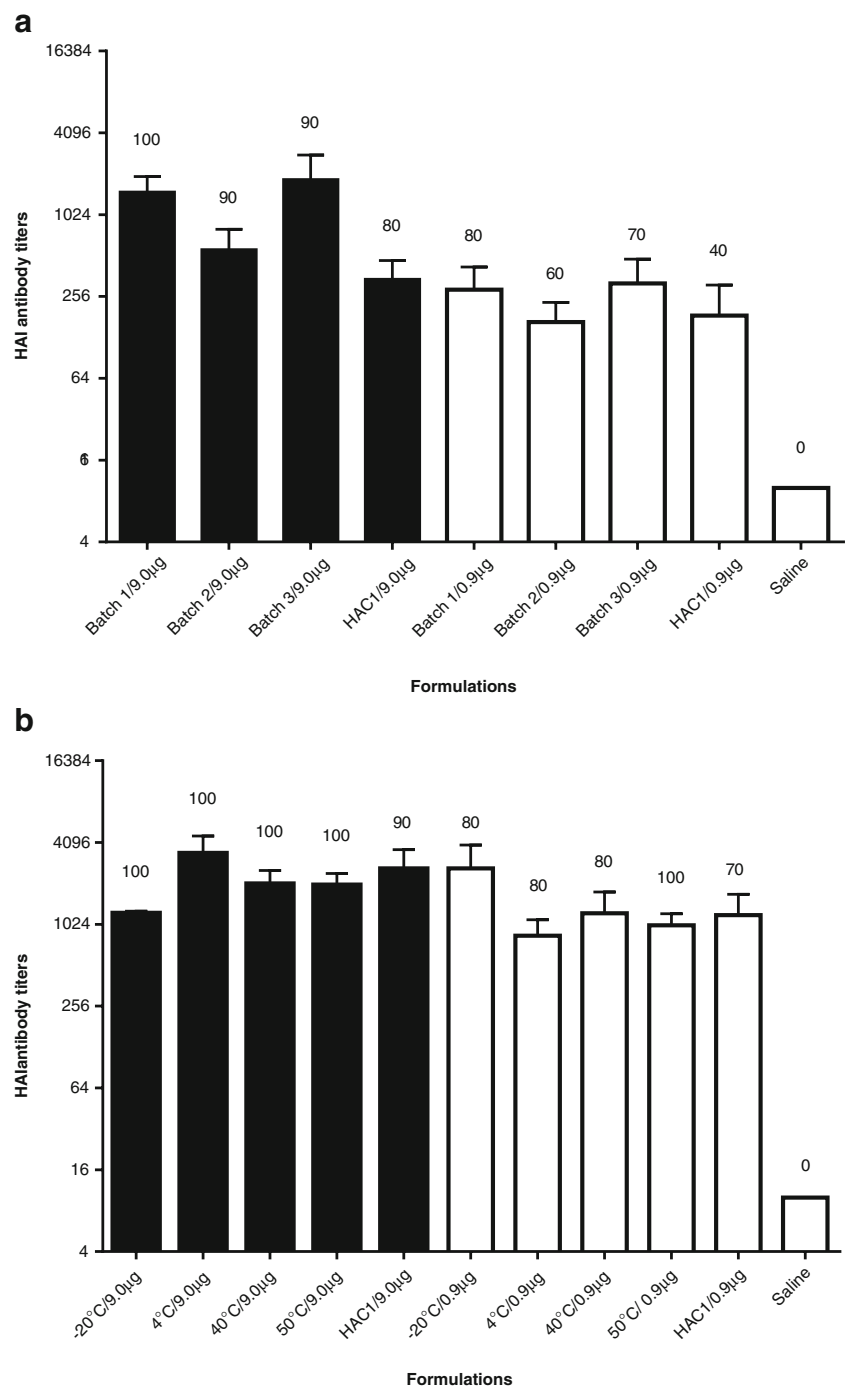 a
16384
4096
1024
256
64
16
4
HAI antibody titers
100
90
90
80
80
60
70
40
0
Batch 1/9.0µg
Batch 2/9.0µg
Batch 3/9.0µg
HAC1/9.0µg
Batch 1/0.9µg
Batch 2/0.9µg
Batch 3/0.9µg
HAC1/0.9µg
Saline
Formulations
b
16384
4096
1024
256
64
16
4
HAIantibody titers
100
100
100
100
90
80
80
80
100
70
0
-20°C/9.0µg
4°C/9.0µg
40°C/9.0µg
50°C/9.0µg
HAC1/9.0µg
-20°C/0.9µg
4°C/0.9µg
40°C/0.9µg
50°C/ 0.9µg
HAC1/0.9µg
Saline
Formulations